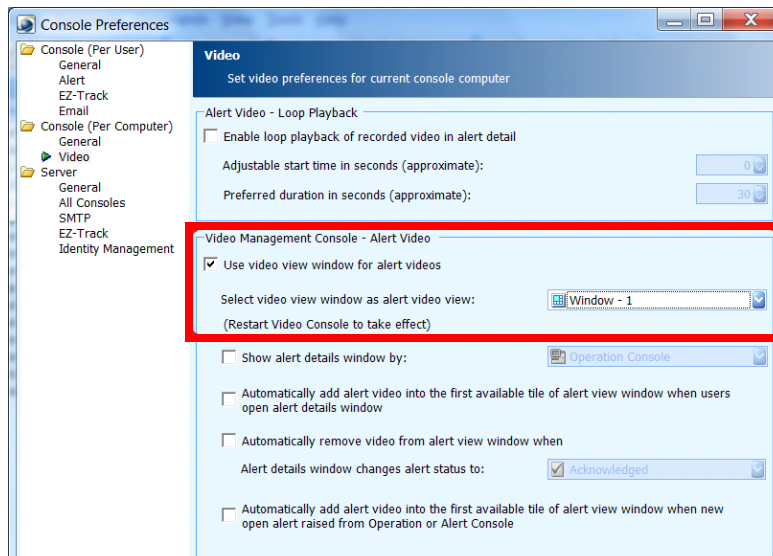 Console Preferences
Console (Per User)
General
Alert
EZ-Track
Email
Console (Per Computer)
General
Video
Server
General
All Consoles
SMTP
EZ-Track
Identity Management
Video
Set video preferences for current console computer
Alert Video - Loop Playback
Enable loop playback of recorded video in alert detail
Adjustable start time in seconds (approximate):
0
Preferred duration in seconds (approximate):
30
Video Management Console - Alert Video
Use video view window for alert videos
Select video view window as alert video view:
Window - 1
(Restart Video Console to take effect)
Show alert details window by:
Operation Console
Automatically add alert video into the first available tile of alert view window when users
open alert details window
Automatically remove video from alert view window when
Alert details window changes alert status to:
Acknowledged
Automatically add alert video into the first available tile of alert view window when new
open alert raised from Operation or Alert Console